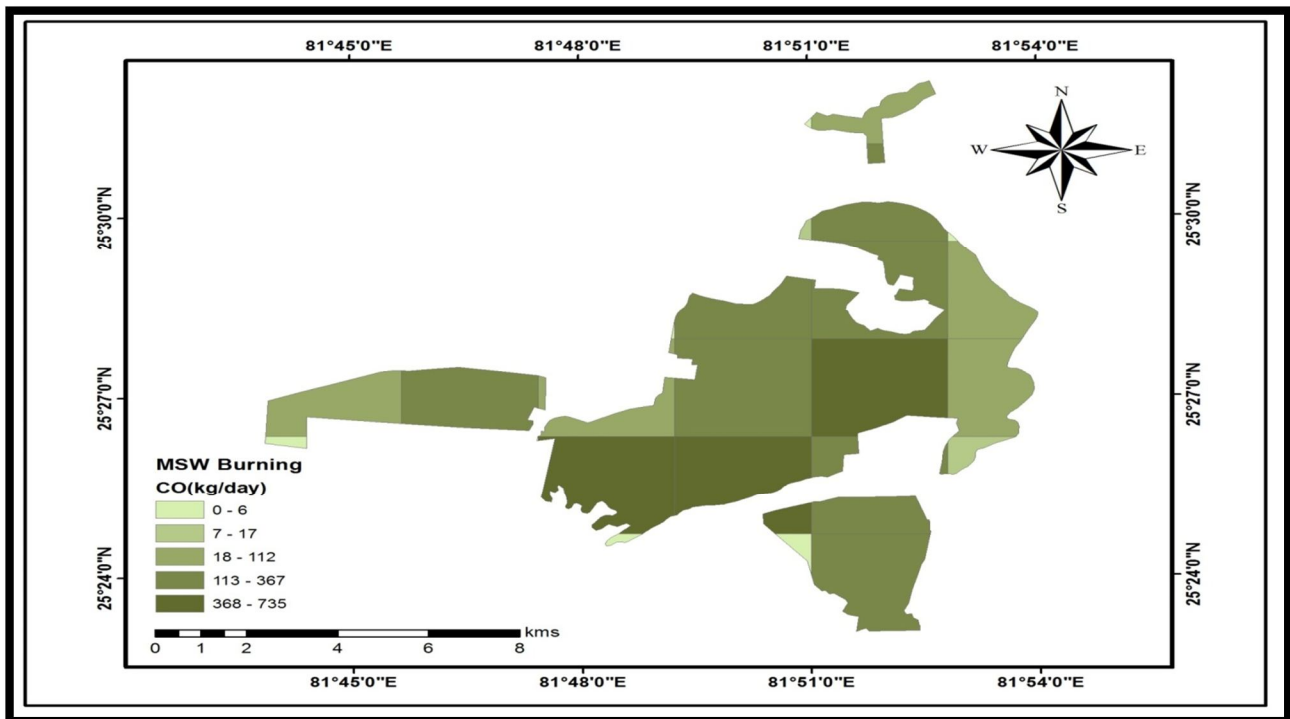 81°45'0"E 81°48'0"E 81°51'0"E 81°54'0"E
N
W E
S
25°30'0"N 25°30'0"N
25°27'0"N 25°27'0"N
25°24'0"N 25°24'0"N
MSW Burning
CO(kg/day)
0 - 6
7 - 17
18 - 112
113 - 367
368 - 735
kms
0 1 2 4 6 8
81°45'0"E 81°48'0"E 81°51'0"E 81°54'0"E